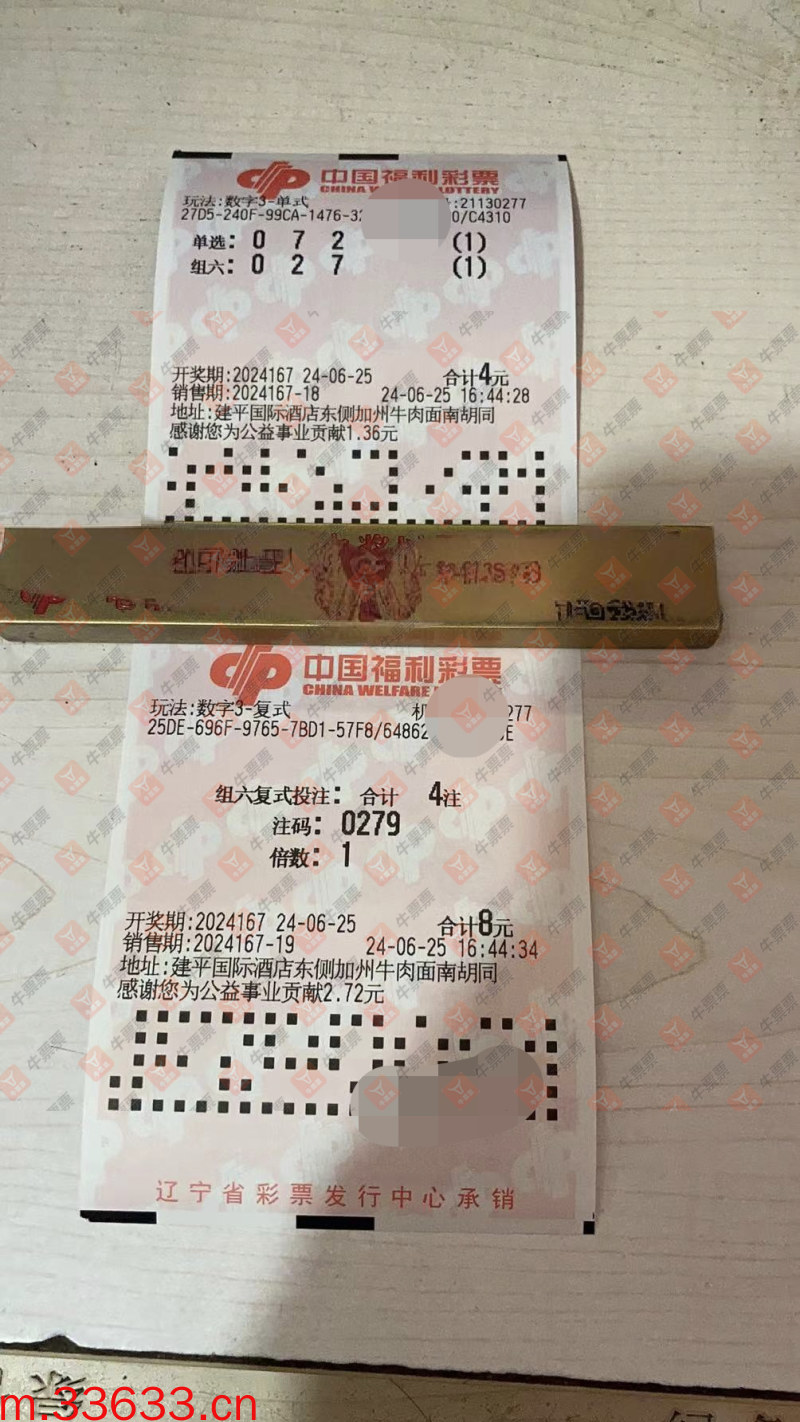 中国福利彩票
CHINA WE LOTTERY
玩法:数字3-单式 :21130277
27D5-240F-99CA-1476-32 0/C4310
单选: 0 7 2 (1)
组六: 0 2 7 (1)
开奖期:2024167 24-06-25 合计4元
销售期:2024167-18 24-06-25 16:44:28
地址:建平国际酒店东侧加州牛肉面南胡同
感谢您为公益事业贡献1.36元
中国福利彩票
CHINA WELFARE
玩法:数字3-复式 机 277
25DE-696F-9765-7BD1-57F8/64862 E
组六复式投注: 合计 4注
注码: 0279
倍数: 1
开奖期:2024167 24-06-25 合计8元
销售期:2024167-19 24-06-25 16:44:34
地址:建平国际酒店东侧加州牛肉面南胡同
感谢您为公益事业贡献2.72元
辽宁省彩票发行中心承销
牛票票
m.33633.cn